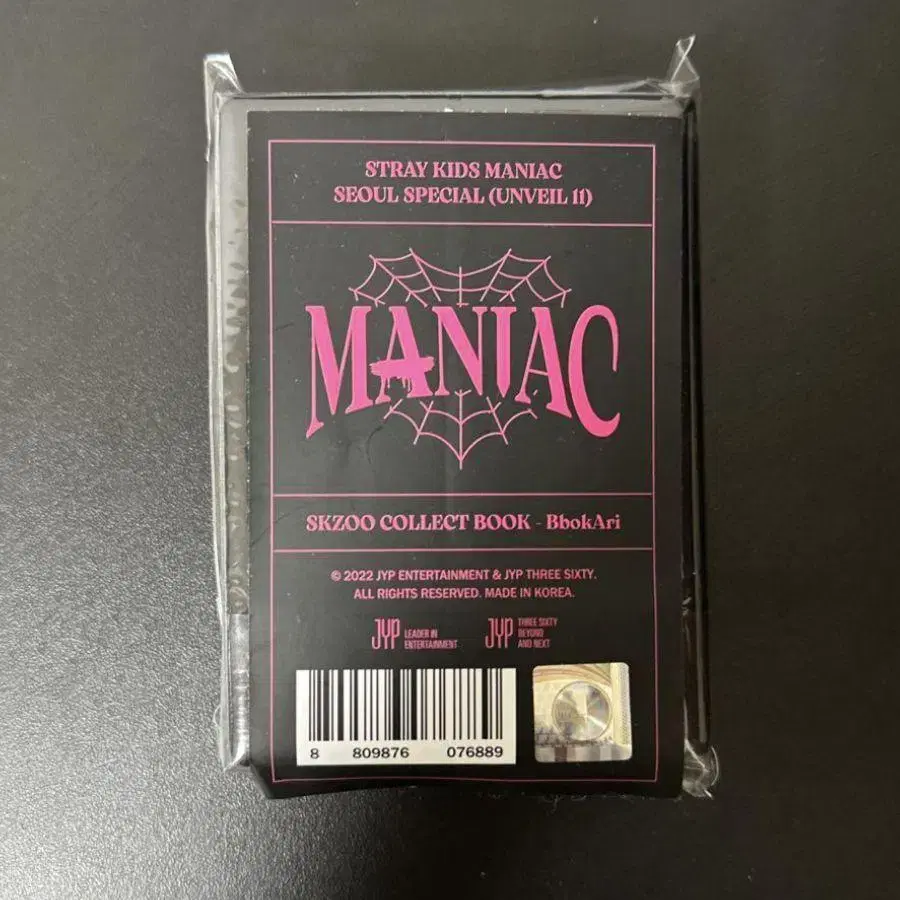 STRAY KIDS MANIAC
SEOUL SPECIAL (UNVEIL 11)
MANIAC
SKZOO COLLECT BOOK - BbokAri
© 2022 JYP ENTERTAINMENT & JYP THREE SIXTY.
ALL RIGHTS RESERVED. MADE IN KOREA.
JYP LEADER IN
ENTERTAINMENT
JYP THREE SIXTY
BEYOND
AND NEXT
8 809876 076889